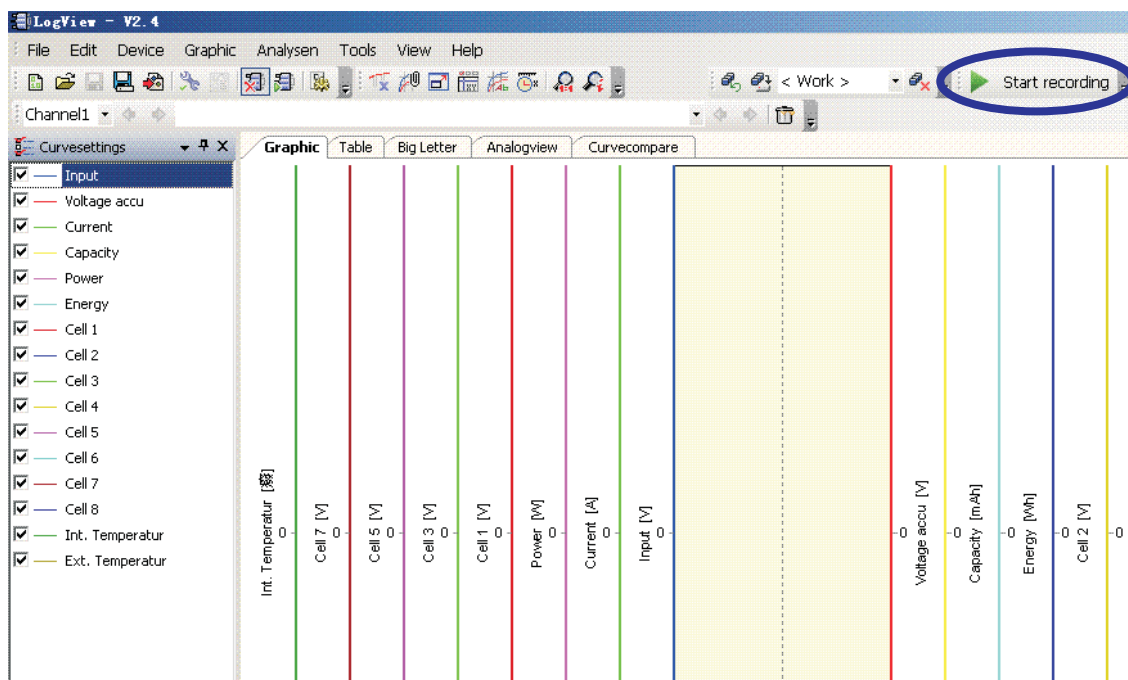 LogView - V2.4
File Edit Device Graphic Analysen Tools View Help
< Work >
Start recording
Channel1
Curvesettings
Graphic Table Big Letter Analogview Curvecompare
Input
Voltage accu
Current
Capacity
Power
Energy
Cell 1
Cell 2
Cell 3
Cell 4
Cell 5
Cell 6
Cell 7
Cell 8
Int. Temperatur
Ext. Temperatur
Int. Temperatur
0
Cell 7 [V]
0
Cell 5 [V]
0
Cell 3 [V]
0
Cell 1 [V]
0
Power [W]
0
Current [A]
0
Input [V]
0
0
Voltage accu [V]
0
Capacity [mAh]
0
Energy [Wh]
0
Cell 2 [V]
0